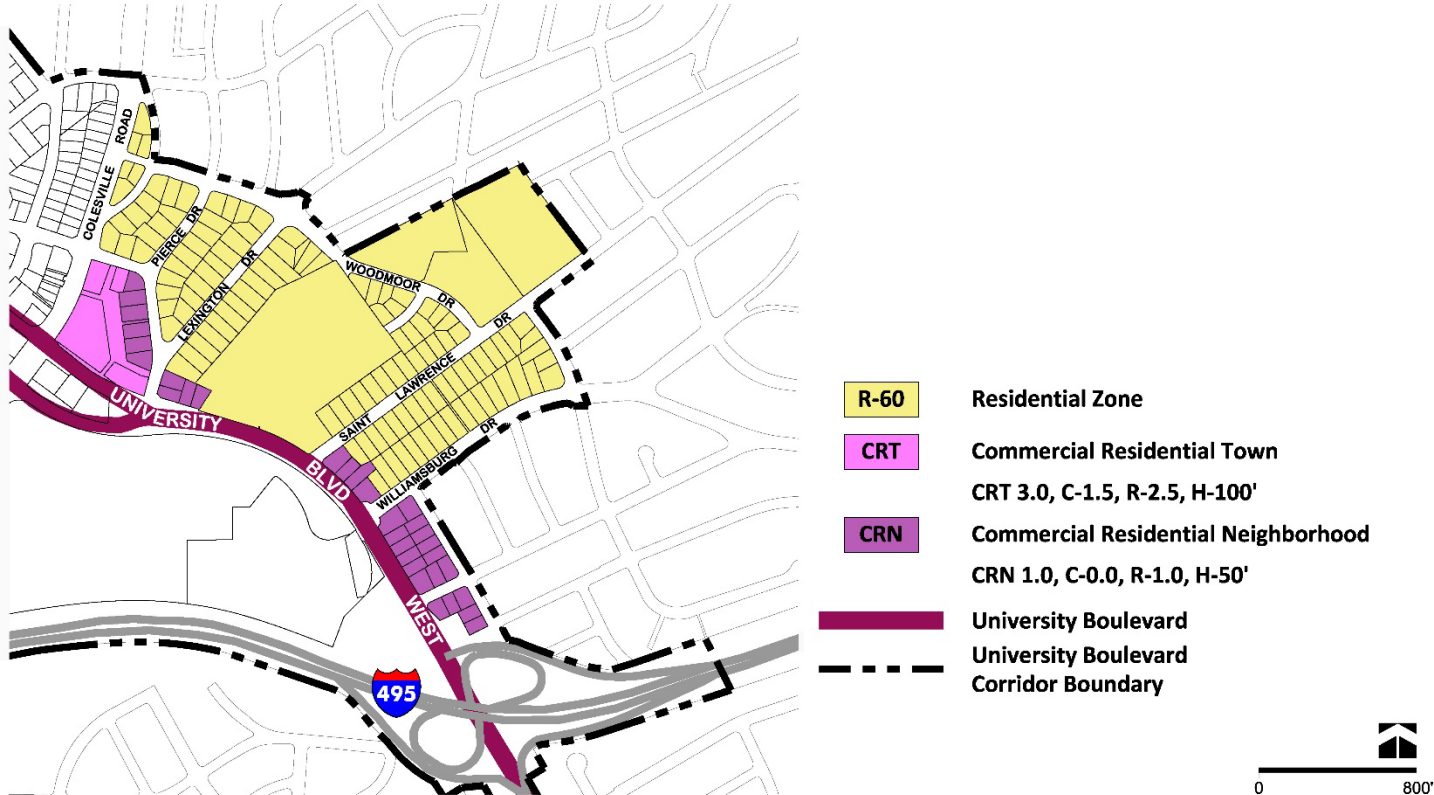 COLESVILLE ROAD
PIERCE DR
LEXINGTON DR
WOODMOOR DR
SAINT LAWRENCE DR
WILLIAMSBURG DR
UNIVERSITY BLVD WEST
495
R-60 Residential Zone
CRT Commercial Residential Town
CRT 3.0, C-1.5, R-2.5, H-100'
CRN Commercial Residential Neighborhood
CRN 1.0, C-0.0, R-1.0, H-50'
University Boulevard
University Boulevard
Corridor Boundary
0 800'